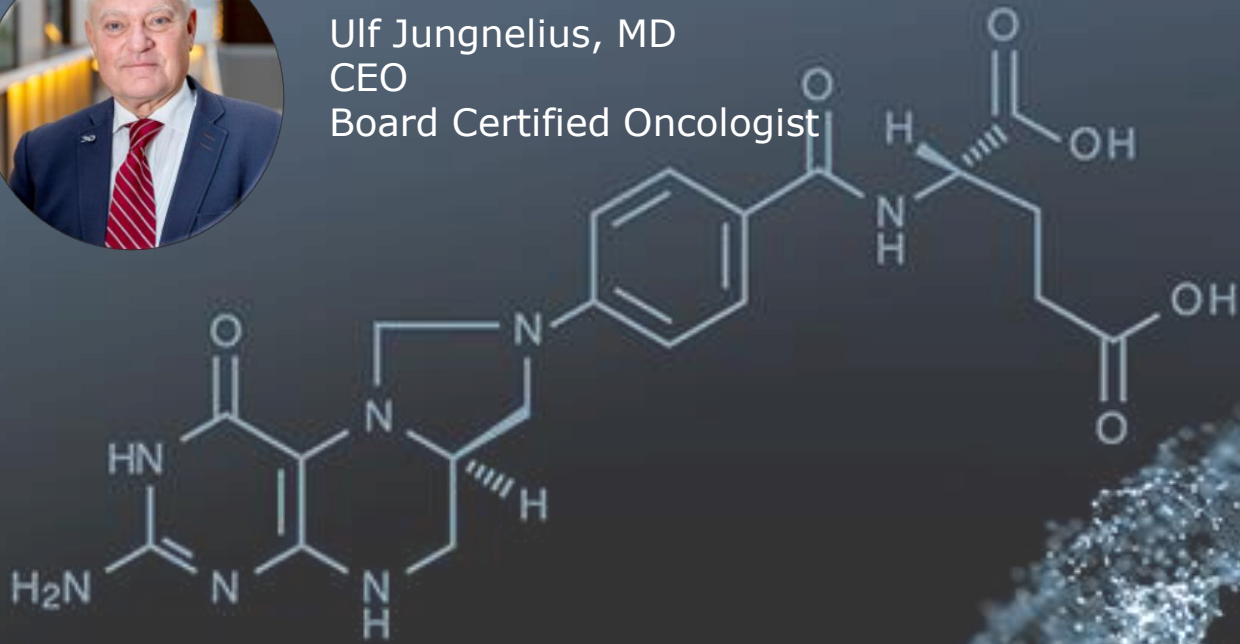 Ulf Jungnelius, MD
CEO
Board Certified Oncologist
O
O
H
OH
N
H
OH
O
N
O
N
HN
H
H₂N
N
N
H